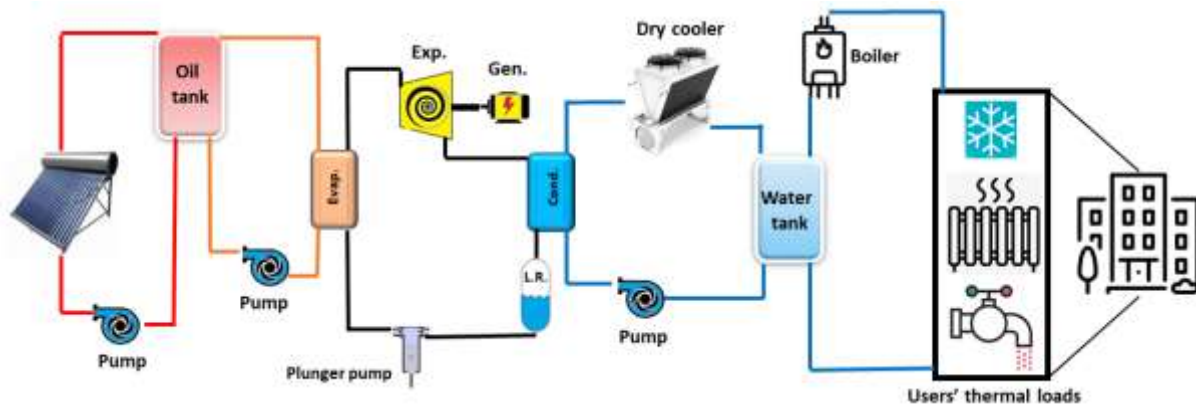 Oil
tank
Exp.
Gen.
Dry cooler
Boiler
Evap.
Cond.
Water
tank
L.R.
Pump
Pump
Plunger pump
Pump
Users' thermal loads